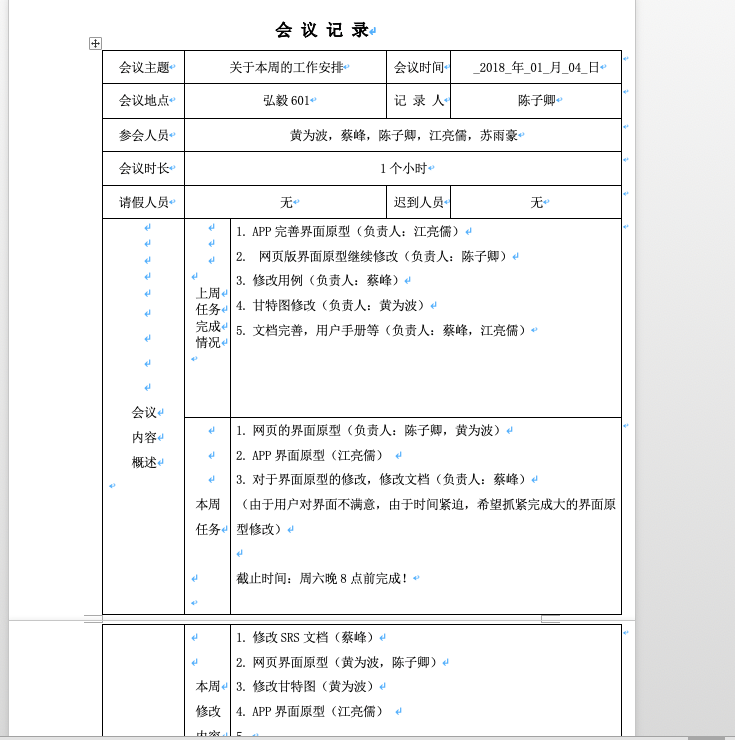 会 议 记 录
会议主题 关于本周的工作安排 会议时间 _2018_年_01_月_04_日
会议地点 弘毅 601 记 录 人 陈子卿
参会人员 黄为波，蔡峰，陈子卿，江亮儒，苏雨豪
会议时长 1 个小时
请假人员 无 迟到人员 无
会议
内容
概述
上周
任务
完成
情况
1. APP 完善界面原型（负责人：江亮儒）
2. 网页版界面原型继续修改（负责人：陈子卿）
3. 修改用例（负责人：蔡峰）
4. 甘特图修改（负责人：黄为波）
5. 文档完善，用户手册等（负责人：蔡峰，江亮儒）
本周
任务
1. 网页的界面原型（负责人：陈子卿，黄为波）
2. APP 界面原型（江亮儒）
3. 对于界面原型的修改，修改文档（负责人：蔡峰）
（由于用户对界面不满意，由于时间紧迫，希望抓紧完成大的界面原
型修改）
截止时间：周六晚 8 点前完成！
本周
修改
内容
1. 修改 SRS 文档（蔡峰）
2. 网页界面原型（黄为波，陈子卿）
3. 修改甘特图（黄为波）
4. APP 界面原型（江亮儒）
5.